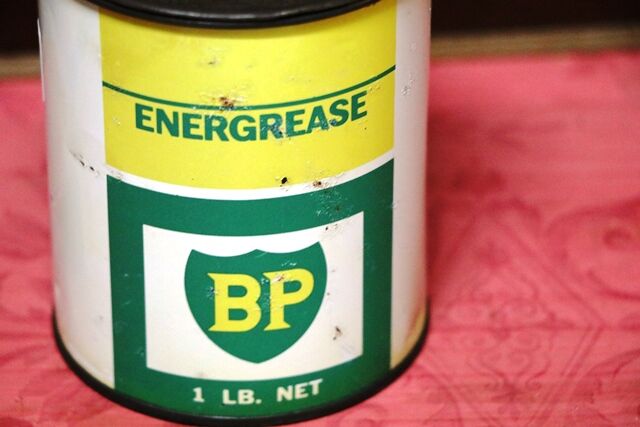 ENERGREASE
BP
1 LB. NET